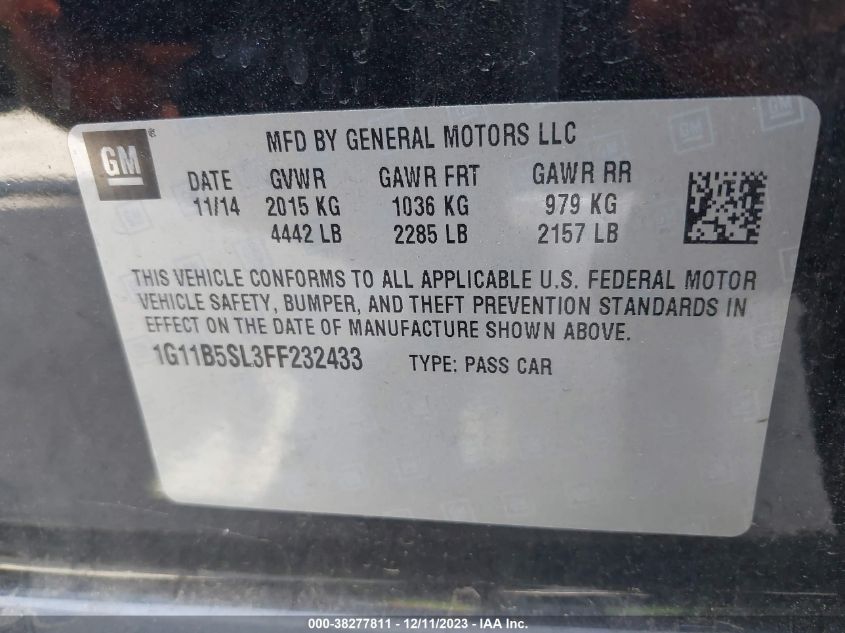 MFD BY GENERAL MOTORS LLC
GM
DATE GVWR GAWR FRT GAWR RR
11/14 2015 KG 1036 KG 979 KG
4442 LB 2285 LB 2157 LB
THIS VEHICLE CONFORMS TO ALL APPLICABLE U.S. FEDERAL MOTOR
VEHICLE SAFETY, BUMPER, AND THEFT PREVENTION STANDARDS IN
EFFECT ON THE DATE OF MANUFACTURE SHOWN ABOVE.
1G11B5SL3FF232433 TYPE: PASS CAR
000-38277811 - 12/11/2023 - IAA Inc.